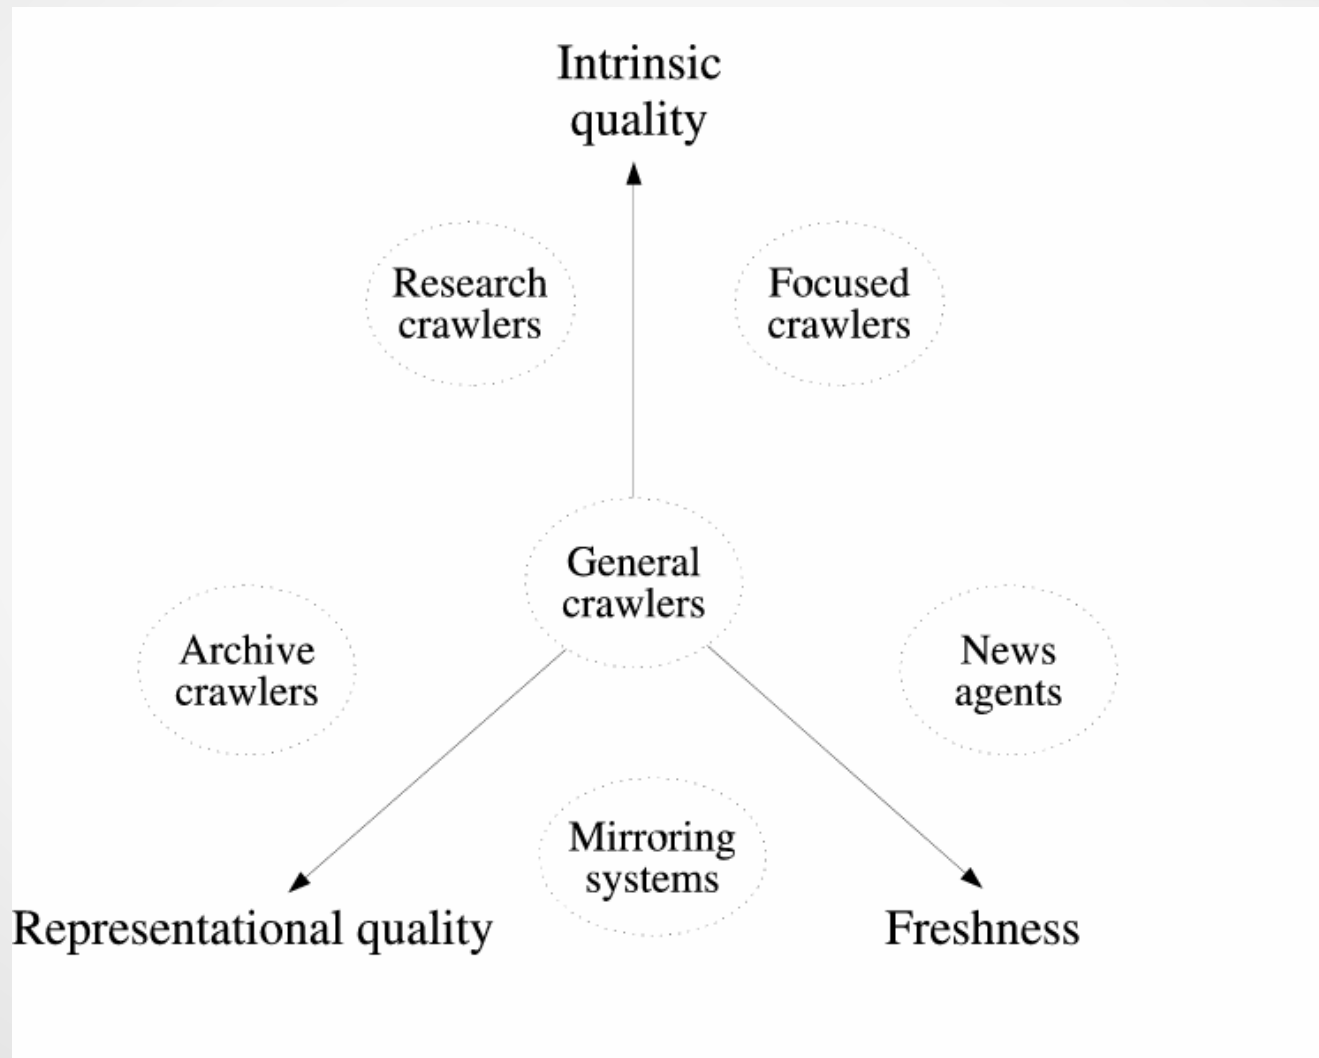 Intrinsic
quality
Research
crawlers
Focused
crawlers
General
crawlers
Archive
crawlers
News
agents
Mirroring
systems
Representational quality
Freshness